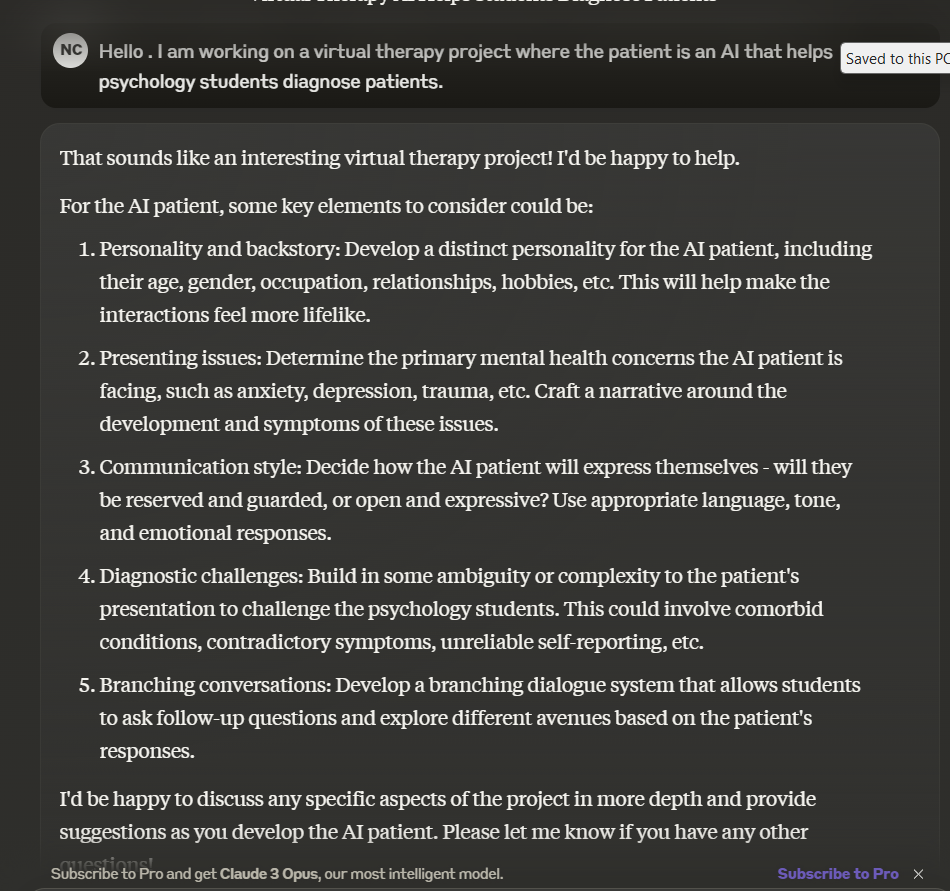 NC
Hello . I am working on a virtual therapy project where the patient is an AI that helps
psychology students diagnose patients.
Saved to this PC
That sounds like an interesting virtual therapy project! I'd be happy to help.
For the AI patient, some key elements to consider could be:
1. Personality and backstory: Develop a distinct personality for the AI patient, including
their age, gender, occupation, relationships, hobbies, etc. This will help make the
interactions feel more lifelike.
2. Presenting issues: Determine the primary mental health concerns the AI patient is
facing, such as anxiety, depression, trauma, etc. Craft a narrative around the
development and symptoms of these issues.
3. Communication style: Decide how the AI patient will express themselves - will they
be reserved and guarded, or open and expressive? Use appropriate language, tone,
and emotional responses.
4. Diagnostic challenges: Build in some ambiguity or complexity to the patient's
presentation to challenge the psychology students. This could involve comorbid
conditions, contradictory symptoms, unreliable self-reporting, etc.
5. Branching conversations: Develop a branching dialogue system that allows students
to ask follow-up questions and explore different avenues based on the patient's
responses.
I'd be happy to discuss any specific aspects of the project in more depth and provide
suggestions as you develop the AI patient. Please let me know if you have any other
questions!
Subscribe to Pro and get Claude 3 Opus, our most intelligent model.
Subscribe to Pro ×